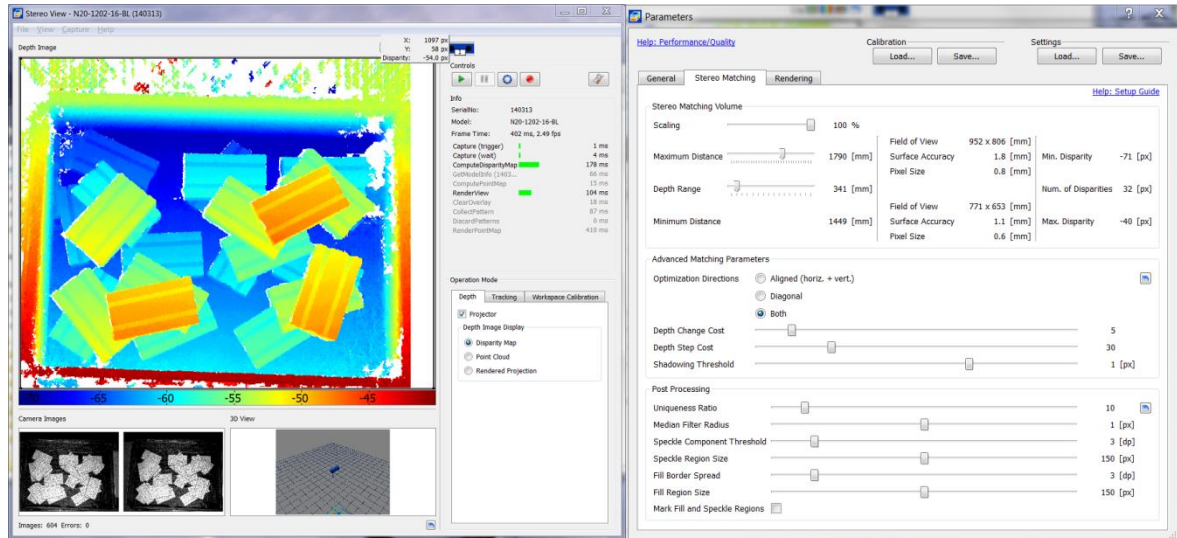 Stereo View - N20-1202-16-BL (140313)
File View Capture Help
Depth Image
X: 1097 px
Y: 58 px
Disparity: -54.0 px
Controls
Info
SerialNo: 140313
Model: N20-1202-16-BL
Frame Time: 402 ms, 2.49 fps
Capture (trigger) 1 ms
Capture (wait) 4 ms
ComputeDisparityMap 178 ms
GetModelInfo (1403... 66 ms
ComputePointMap 15 ms
RenderView 104 ms
ClearOverlay 18 ms
CollectPattern 87 ms
DiscardPatterns 6 ms
RenderPointMap 410 ms
Operation Mode
Depth Tracking Workspace Calibration
Projector
Depth Image Display
Disparity Map
Point Cloud
Rendered Projection
-70 -65 -60 -55 -50 -45
Camera Images 3D View
Images: 604 Errors: 0
Parameters
Help: Performance/Quality
Calibration
Load... Save...
Settings
Load... Save...
General Stereo Matching Rendering
Help: Setup Guide
Stereo Matching Volume
Scaling 100 %
Maximum Distance 1790 [mm]
Field of View 952 x 806 [mm]
Surface Accuracy 1.8 [mm]
Pixel Size 0.8 [mm]
Min. Disparity -71 [px]
Depth Range 341 [mm]
Num. of Disparities 32 [px]
Minimum Distance 1449 [mm]
Field of View 771 x 653 [mm]
Surface Accuracy 1.1 [mm]
Pixel Size 0.6 [mm]
Max. Disparity -40 [px]
Advanced Matching Parameters
Optimization Directions
Aligned (horiz. + vert.)
Diagonal
Both
Depth Change Cost 5
Depth Step Cost 30
Shadowing Threshold 1 [px]
Post Processing
Uniqueness Ratio 10
Median Filter Radius 1 [px]
Speckle Component Threshold 3 [dp]
Speckle Region Size 150 [px]
Fill Border Spread 3 [dp]
Fill Region Size 150 [px]
Mark Fill and Speckle Regions